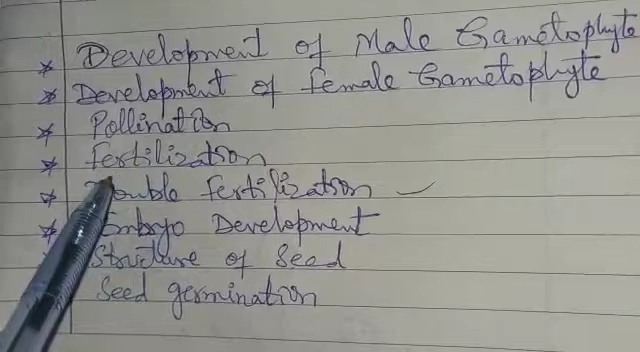 * Development of Male Gametophyte
* Development of Female Gametophyte
* Pollination
* Fertilization
* Double Fertilization ✓
* Embryo Development
Structure of Seed
Seed germination